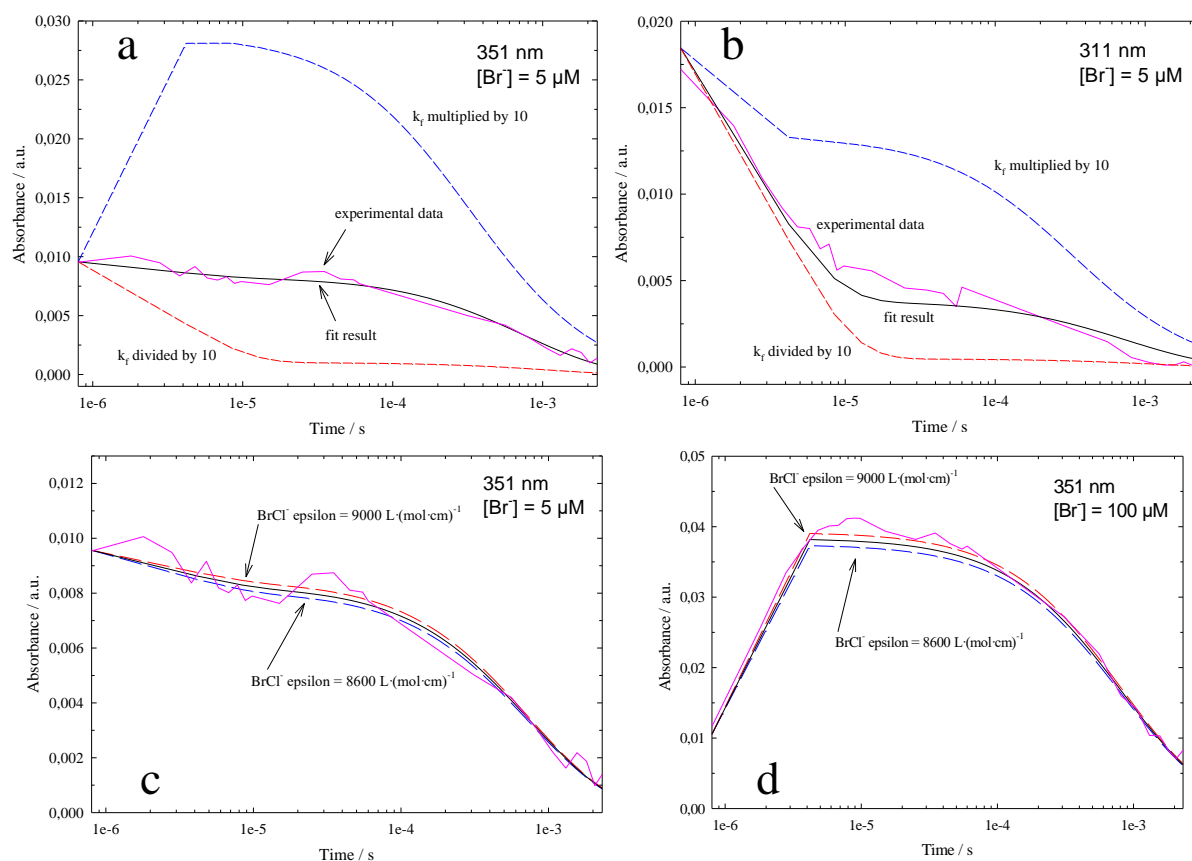 a
351 nm
[Br⁻] = 5 µM
k_f multiplied by 10
experimental data
fit result
k_f divided by 10
0,030
0,025
0,020
0,015
0,010
0,005
0,000
Absorbance / a.u.
1e-6 1e-5 1e-4 1e-3
Time / s
b
311 nm
[Br⁻] = 5 µM
k_f multiplied by 10
experimental data
fit result
k_f divided by 10
0,020
0,015
0,010
0,005
0,000
Absorbance / a.u.
1e-6 1e-5 1e-4 1e-3
Time / s
351 nm
[Br⁻] = 5 µM
BrCl⁻ epsilon = 9000 L·(mol·cm)⁻¹
BrCl⁻ epsilon = 8600 L·(mol·cm)⁻¹
c
0,012
0,010
0,008
0,006
0,004
0,002
0,000
Absorbance / a.u.
1e-6 1e-5 1e-4 1e-3
Time / s
BrCl⁻ epsilon = 9000 L·(mol·cm)⁻¹
351 nm
[Br⁻] = 100 µM
BrCl⁻ epsilon = 8600 L·(mol·cm)⁻¹
d
0,05
0,04
0,03
0,02
0,01
0,00
Absorbance / a.u.
1e-6 1e-5 1e-4 1e-3
Time / s